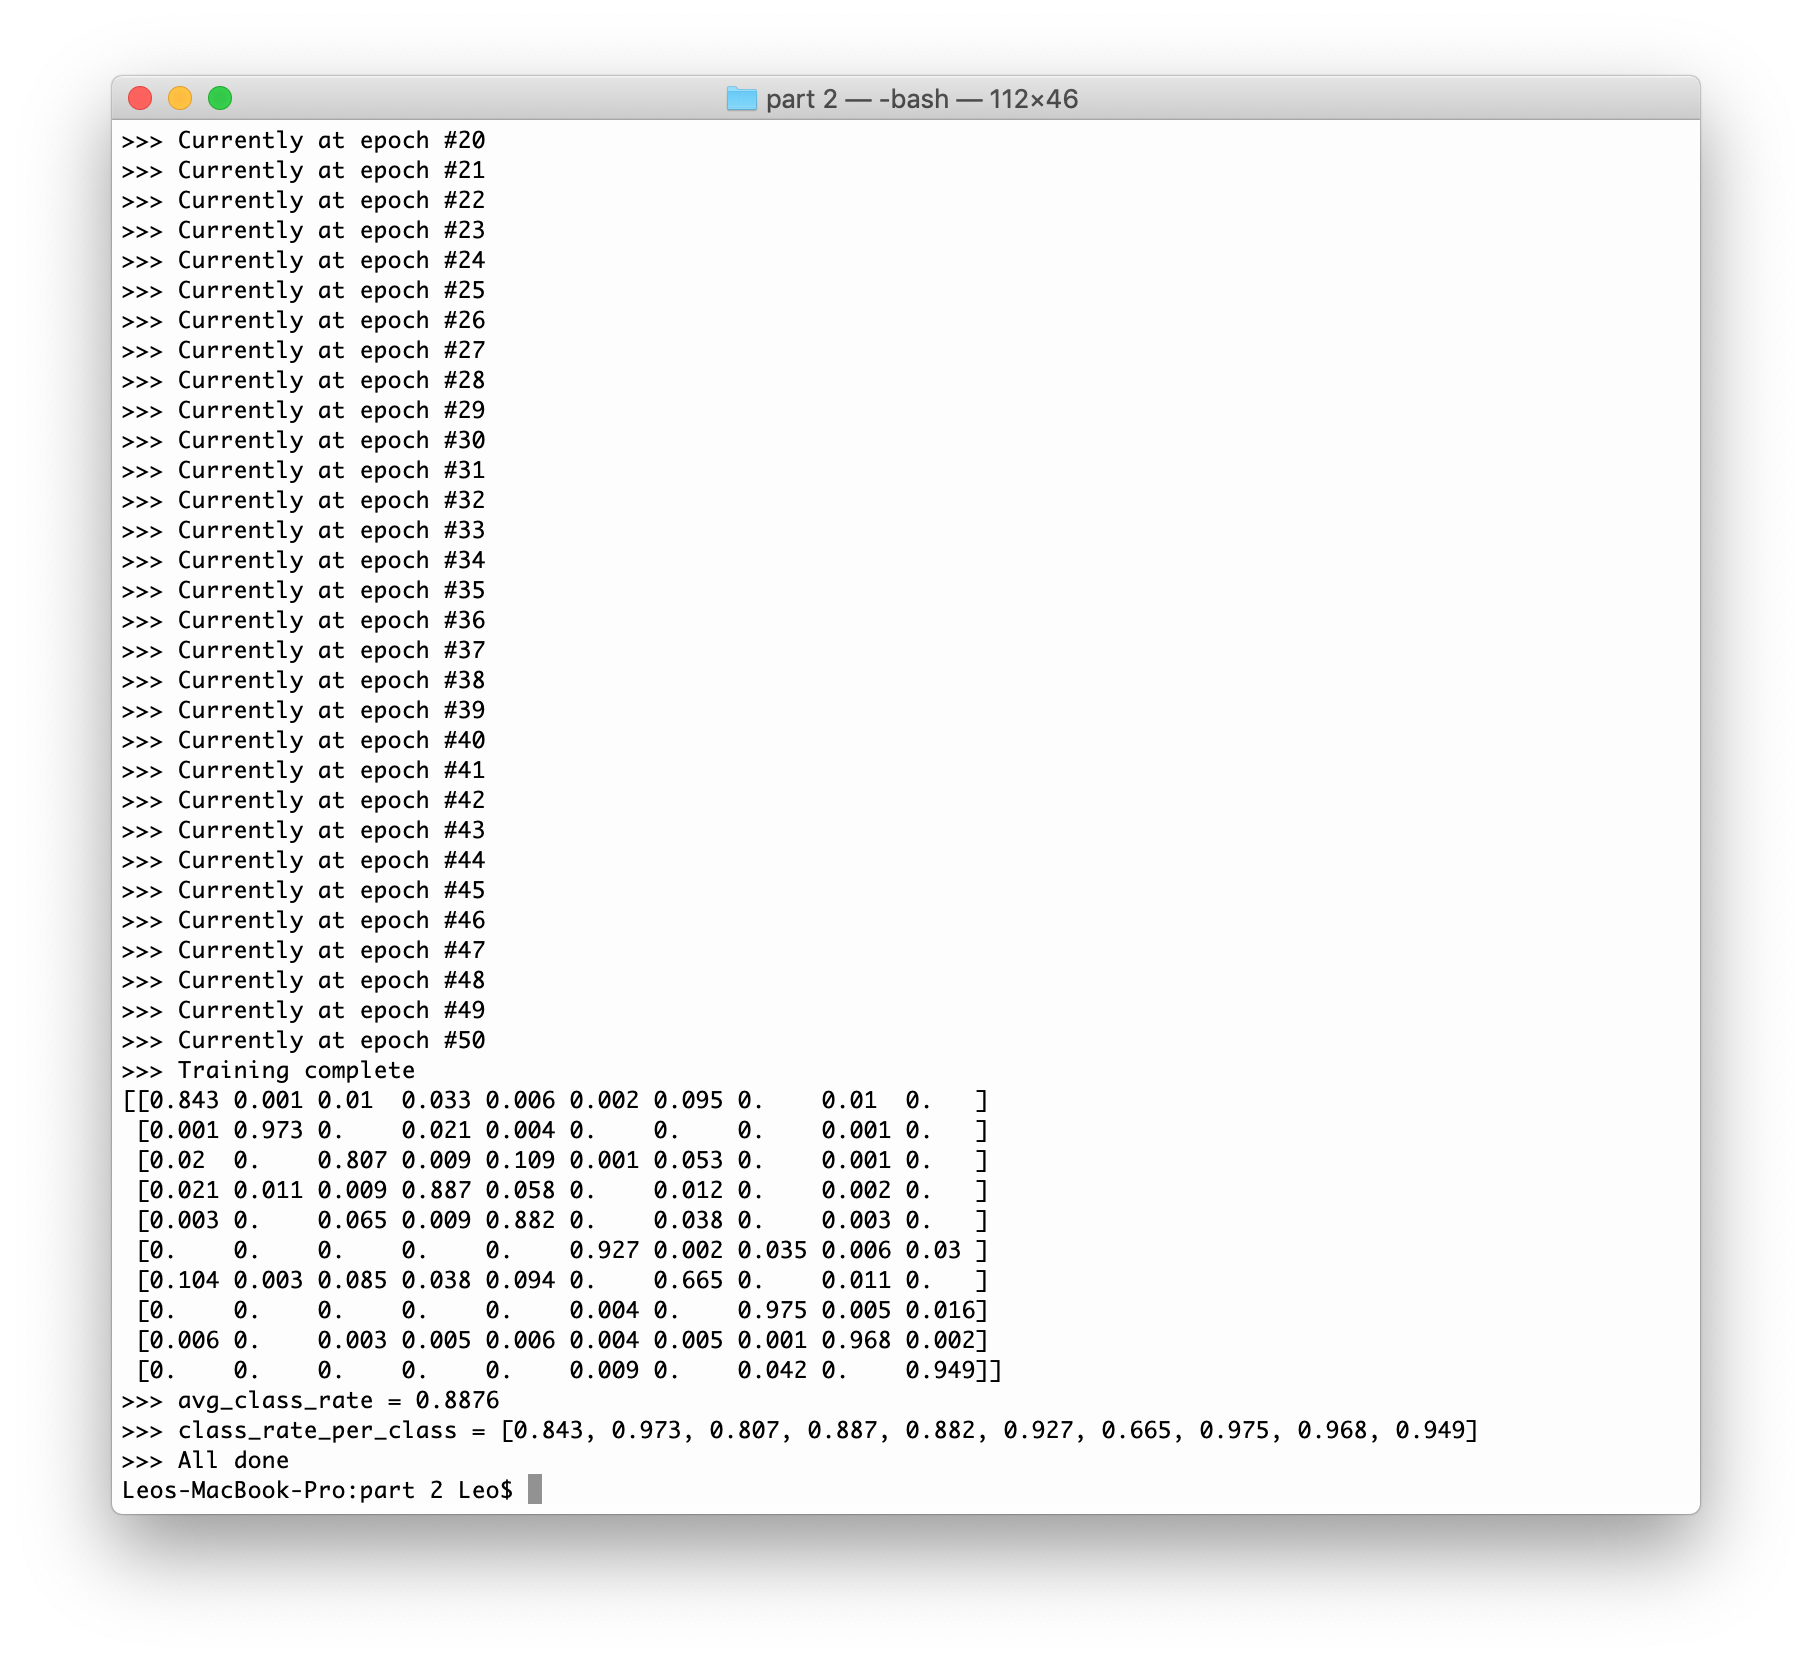 part 2 — -bash — 112×46
>>> Currently at epoch #20
>>> Currently at epoch #21
>>> Currently at epoch #22
>>> Currently at epoch #23
>>> Currently at epoch #24
>>> Currently at epoch #25
>>> Currently at epoch #26
>>> Currently at epoch #27
>>> Currently at epoch #28
>>> Currently at epoch #29
>>> Currently at epoch #30
>>> Currently at epoch #31
>>> Currently at epoch #32
>>> Currently at epoch #33
>>> Currently at epoch #34
>>> Currently at epoch #35
>>> Currently at epoch #36
>>> Currently at epoch #37
>>> Currently at epoch #38
>>> Currently at epoch #39
>>> Currently at epoch #40
>>> Currently at epoch #41
>>> Currently at epoch #42
>>> Currently at epoch #43
>>> Currently at epoch #44
>>> Currently at epoch #45
>>> Currently at epoch #46
>>> Currently at epoch #47
>>> Currently at epoch #48
>>> Currently at epoch #49
>>> Currently at epoch #50
>>> Training complete
[[0.843 0.001 0.01  0.033 0.006 0.002 0.095 0.    0.01  0.   ]
 [0.001 0.973 0.    0.021 0.004 0.    0.    0.    0.001 0.   ]
 [0.02  0.    0.807 0.009 0.109 0.001 0.053 0.    0.001 0.   ]
 [0.021 0.011 0.009 0.887 0.058 0.    0.012 0.    0.002 0.   ]
 [0.003 0.    0.065 0.009 0.882 0.    0.038 0.    0.003 0.   ]
 [0.    0.    0.    0.    0.    0.927 0.002 0.035 0.006 0.03 ]
 [0.104 0.003 0.085 0.038 0.094 0.    0.665 0.    0.011 0.   ]
 [0.    0.    0.    0.    0.    0.004 0.    0.975 0.005 0.016]
 [0.006 0.    0.003 0.005 0.006 0.004 0.005 0.001 0.968 0.002]
 [0.    0.    0.    0.    0.    0.009 0.    0.042 0.    0.949]]
>>> avg_class_rate = 0.8876
>>> class_rate_per_class = [0.843, 0.973, 0.807, 0.887, 0.882, 0.927, 0.665, 0.975, 0.968, 0.949]
>>> All done
Leos-MacBook-Pro:part 2 Leo$